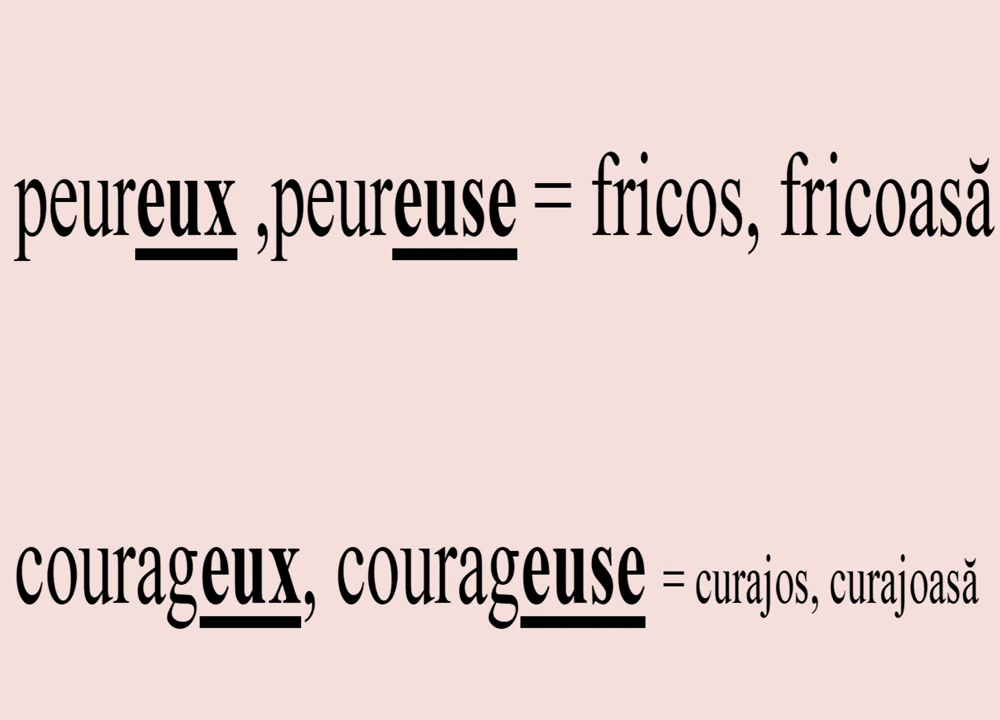 peureux ,peureuse = fricos, fricoasă
courageux, courageuse = curajos, curajoasă